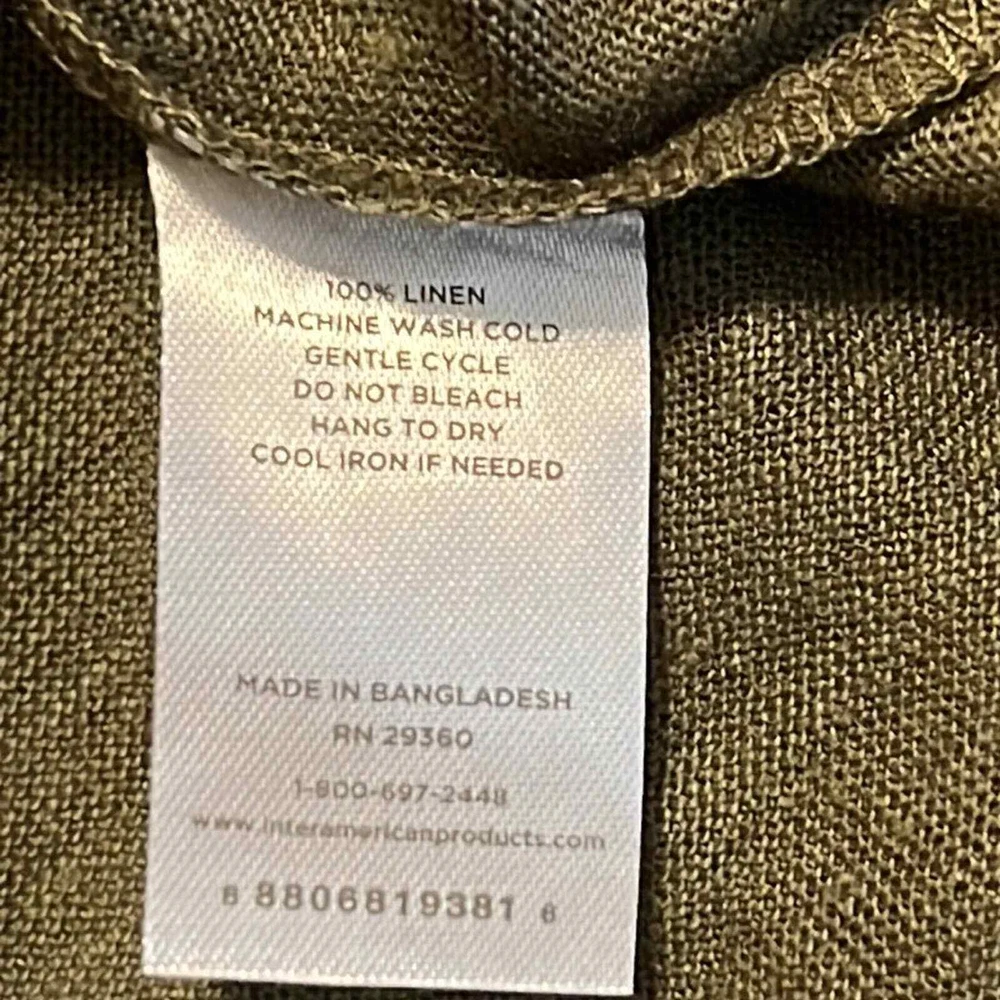 100% LINEN
MACHINE WASH COLD
GENTLE CYCLE
DO NOT BLEACH
HANG TO DRY
COOL IRON IF NEEDED
MADE IN BANGLADESH
RN 29360
1-800-697-2448
www.interamericanproducts.com
8 8806819381 6